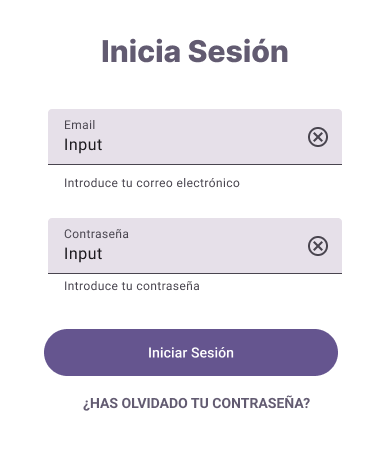 Inicia Sesión
Email
Input
Introduce tu correo electrónico
Contraseña
Input
Introduce tu contraseña
Iniciar Sesión
¿HAS OLVIDADO TU CONTRASEÑA?